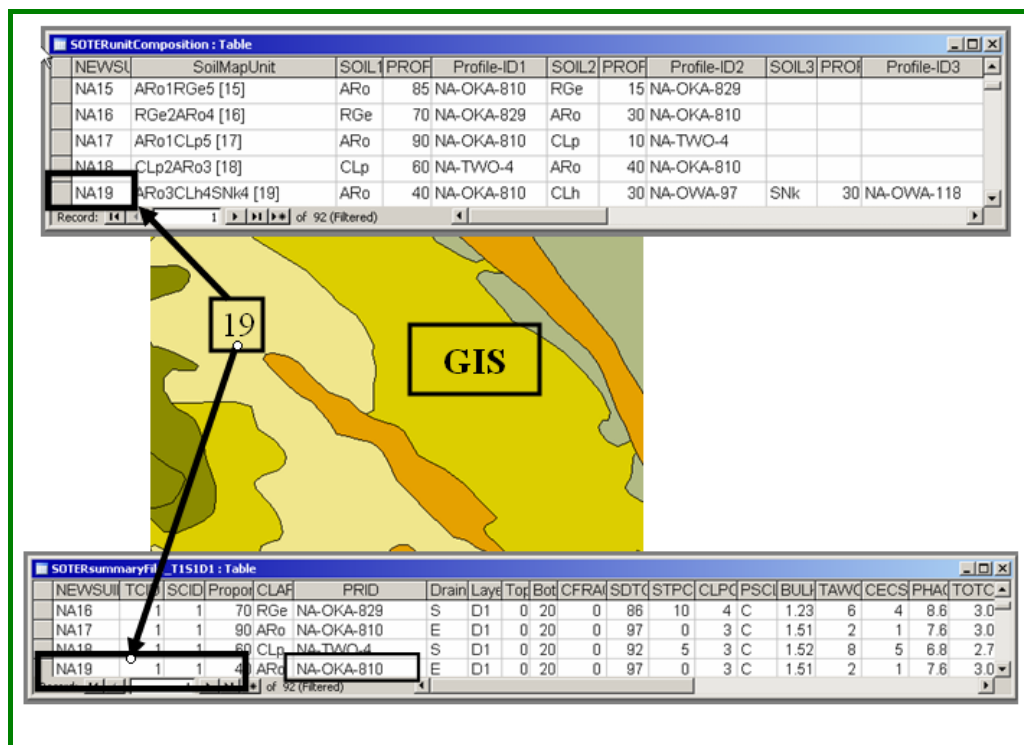 SOTERunitComposition : Table
NEWSU SoilMapUnit SOIL1 PROF Profile-ID1 SOIL2 PROF Profile-ID2 SOIL3 PROF Profile-ID3
NA15 ARo1RGe5 [15] ARo 85 NA-OKA-810 RGe 15 NA-OKA-829
NA16 RGe2ARo4 [16] RGe 70 NA-OKA-829 ARo 30 NA-OKA-810
NA17 ARo1CLp5 [17] ARo 90 NA-OKA-810 CLp 10 NA-TWO-4
NA18 CLp2ARo3 [18] CLp 60 NA-TWO-4 ARo 40 NA-OKA-810
NA19 ARo3CLh4SNk4 [19] ARo 40 NA-OKA-810 CLh 30 NA-OWA-97 SNk 30 NA-OWA-118
Record: 1 of 92 (Filtered)
19
GIS
SOTERsummaryFile_T1S1D1 : Table
NEWSUI TCID SCID Propor CLAF PRID Drain Laye Top Bot CFRA SDTO STPC CLPC PSCL BULK TAWC CECS PHAQ TOTC
NA16 1 1 70 RGe NA-OKA-829 S D1 0 20 0 86 10 4 C 1.23 6 4 8.6 3.0
NA17 1 1 90 ARo NA-OKA-810 E D1 0 20 0 97 0 3 C 1.51 2 1 7.6 3.0
NA18 1 1 60 CLp NA-TWO-4 S D1 0 20 0 92 5 3 C 1.52 8 5 6.8 2.7
NA19 1 1 40 ARo NA-OKA-810 E D1 0 20 0 97 0 3 C 1.51 2 1 7.6 3.0
Record: 1 of 92 (Filtered)